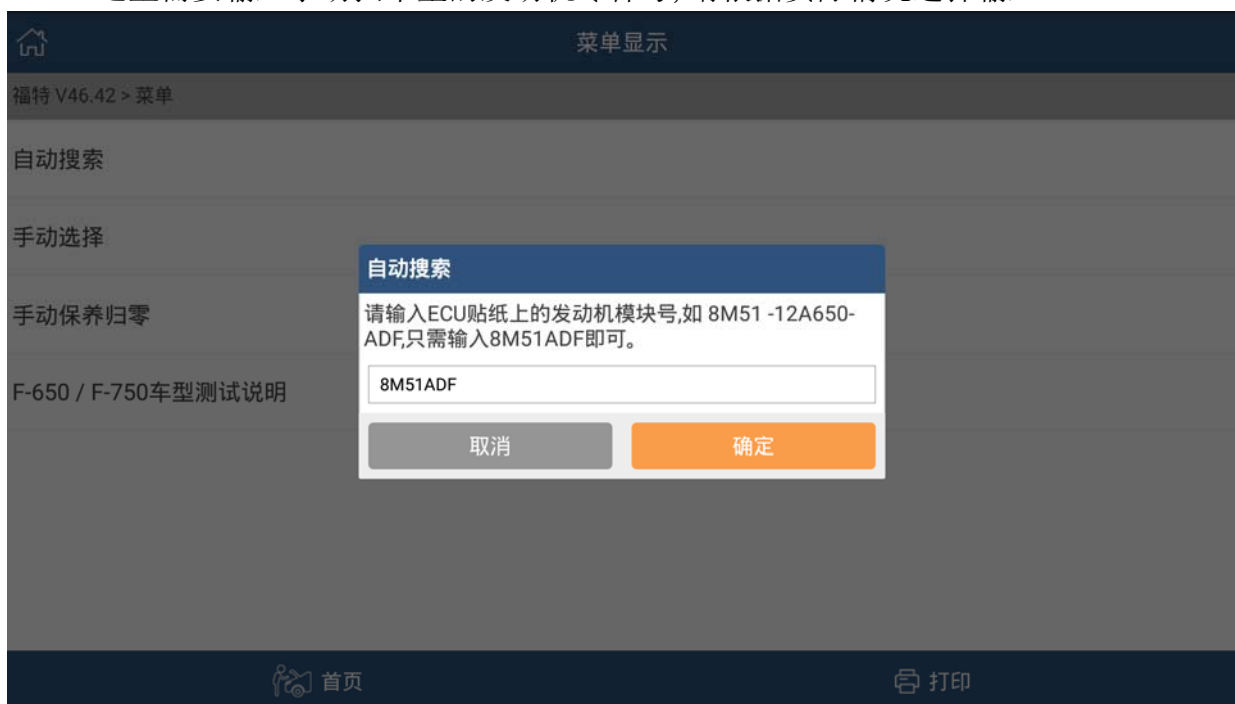 菜单显示
福特 V46.42 > 菜单
自动搜索
手动选择
手动保养归零
F-650 / F-750车型测试说明
自动搜索
请输入ECU贴纸上的发动机模块号,如 8M51 -12A650-
ADF,只需输入8M51ADF即可。
8M51ADF
取消
确定
首页
打印